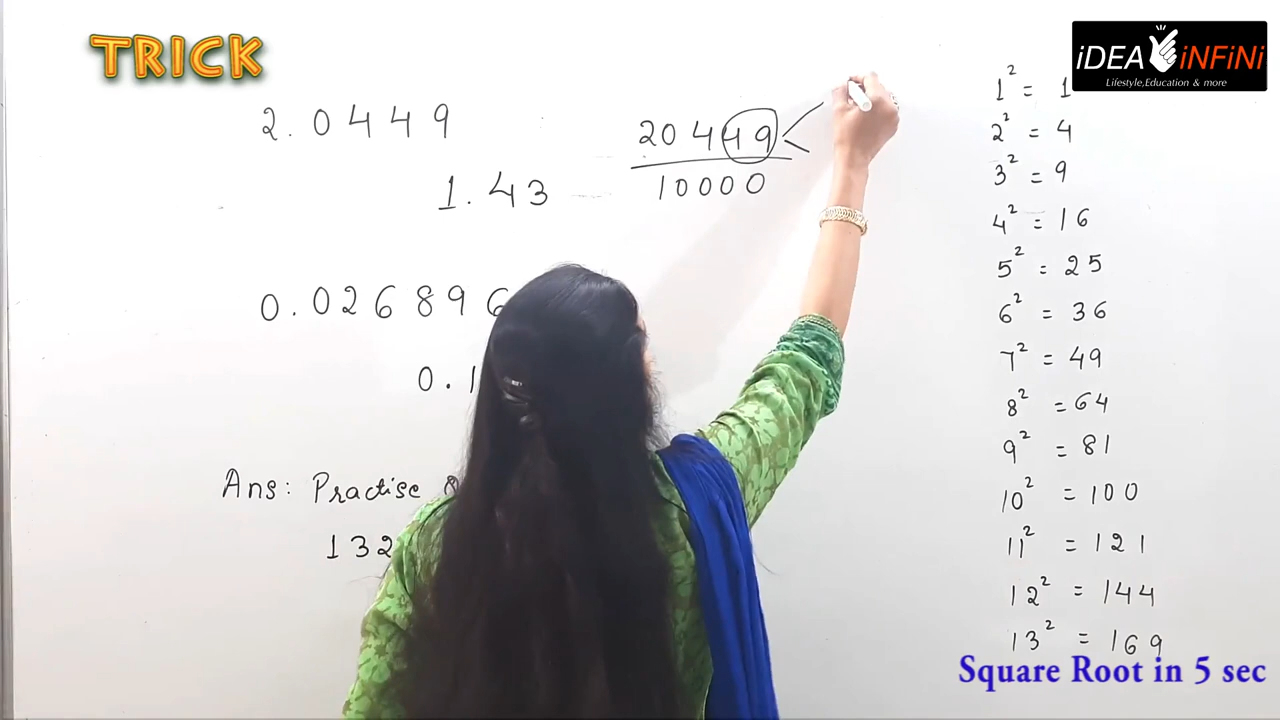 TRICK
iDEA iNFiNi
Lifestyle,Education & more
2.0449
20449
10000
1.43
0.026896
0.1
Ans: Practise
132
1² = 1
2² = 4
3² = 9
4² = 16
5² = 25
6² = 36
7² = 49
8² = 64
9² = 81
10² = 100
11² = 121
12² = 144
13² = 169
Square Root in 5 sec